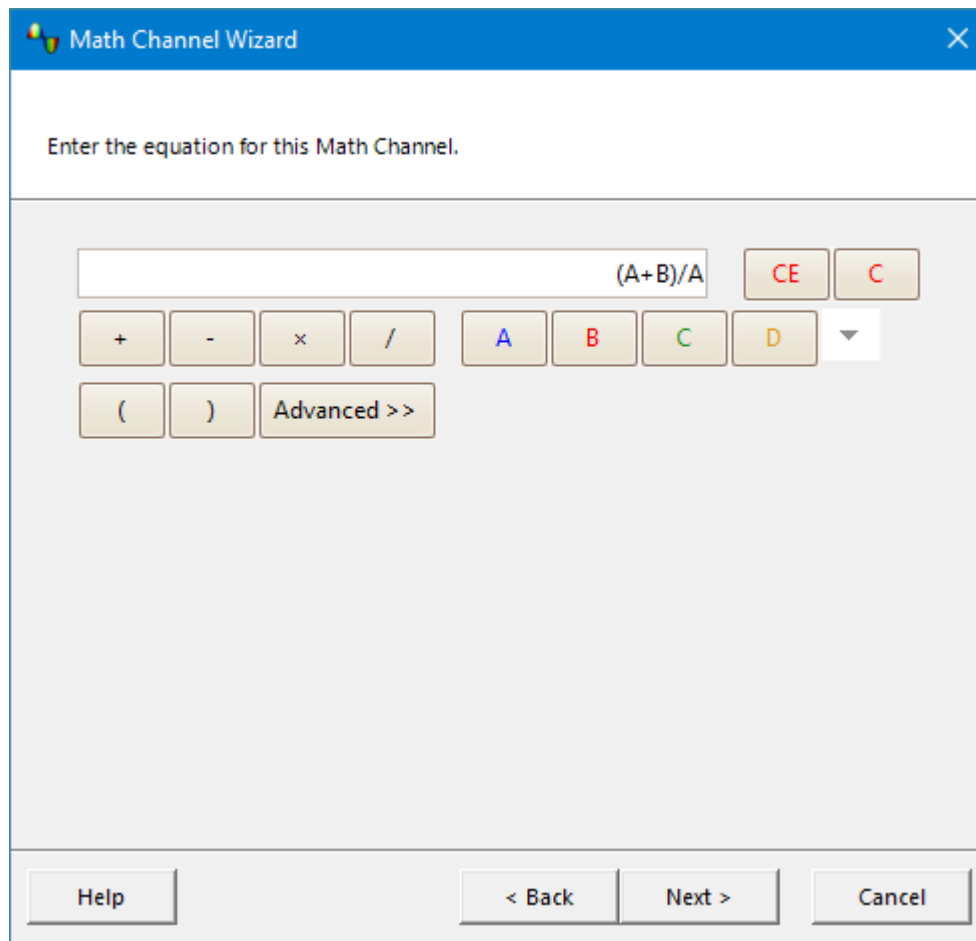 Math Channel Wizard
Enter the equation for this Math Channel.
(A+B)/A CE C
+ - × / A B C D
( ) Advanced >>
Help < Back Next > Cancel